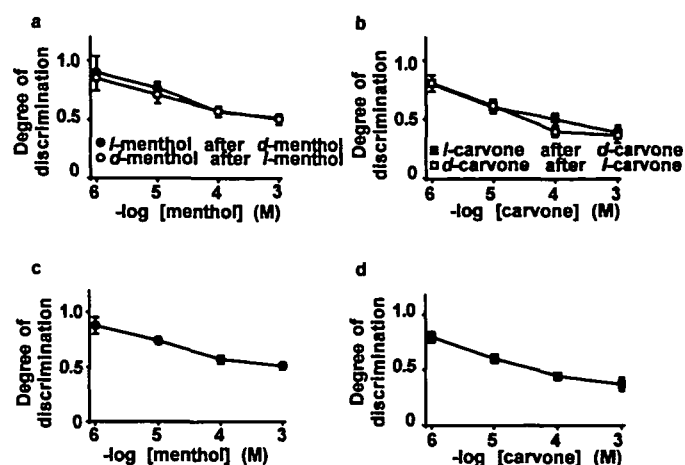 a
Degree of discrimination
1.0
0.5
0
l-menthol after d-menthol
d-menthol after l-menthol
6 5 4 3
-log [menthol] (M)
b
Degree of discrimination
1.0
0.5
0
l-carvone after d-carvone
d-carvone after l-carvone
6 5 4 3
-log [carvone] (M)
c
Degree of discrimination
1.0
0.5
0
6 5 4 3
-log [menthol] (M)
d
Degree of discrimination
1.0
0.5
0
6 5 4 3
-log [carvone] (M)